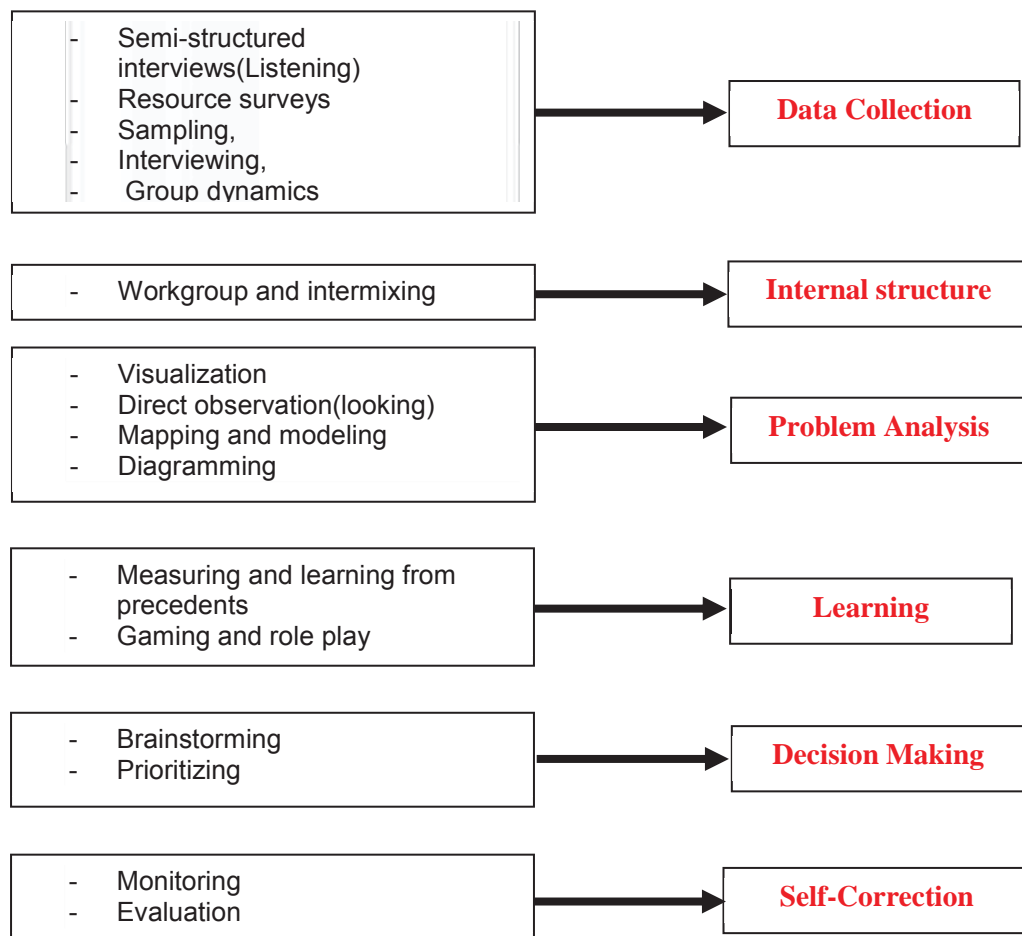 - Semi-structured
interviews(Listening)
- Resource surveys
- Sampling,
- Interviewing,
- Group dynamics
Data Collection
- Workgroup and intermixing
Internal structure
- Visualization
- Direct observation(looking)
- Mapping and modeling
- Diagramming
Problem Analysis
- Measuring and learning from
precedents
- Gaming and role play
Learning
- Brainstorming
- Prioritizing
Decision Making
- Monitoring
- Evaluation
Self-Correction